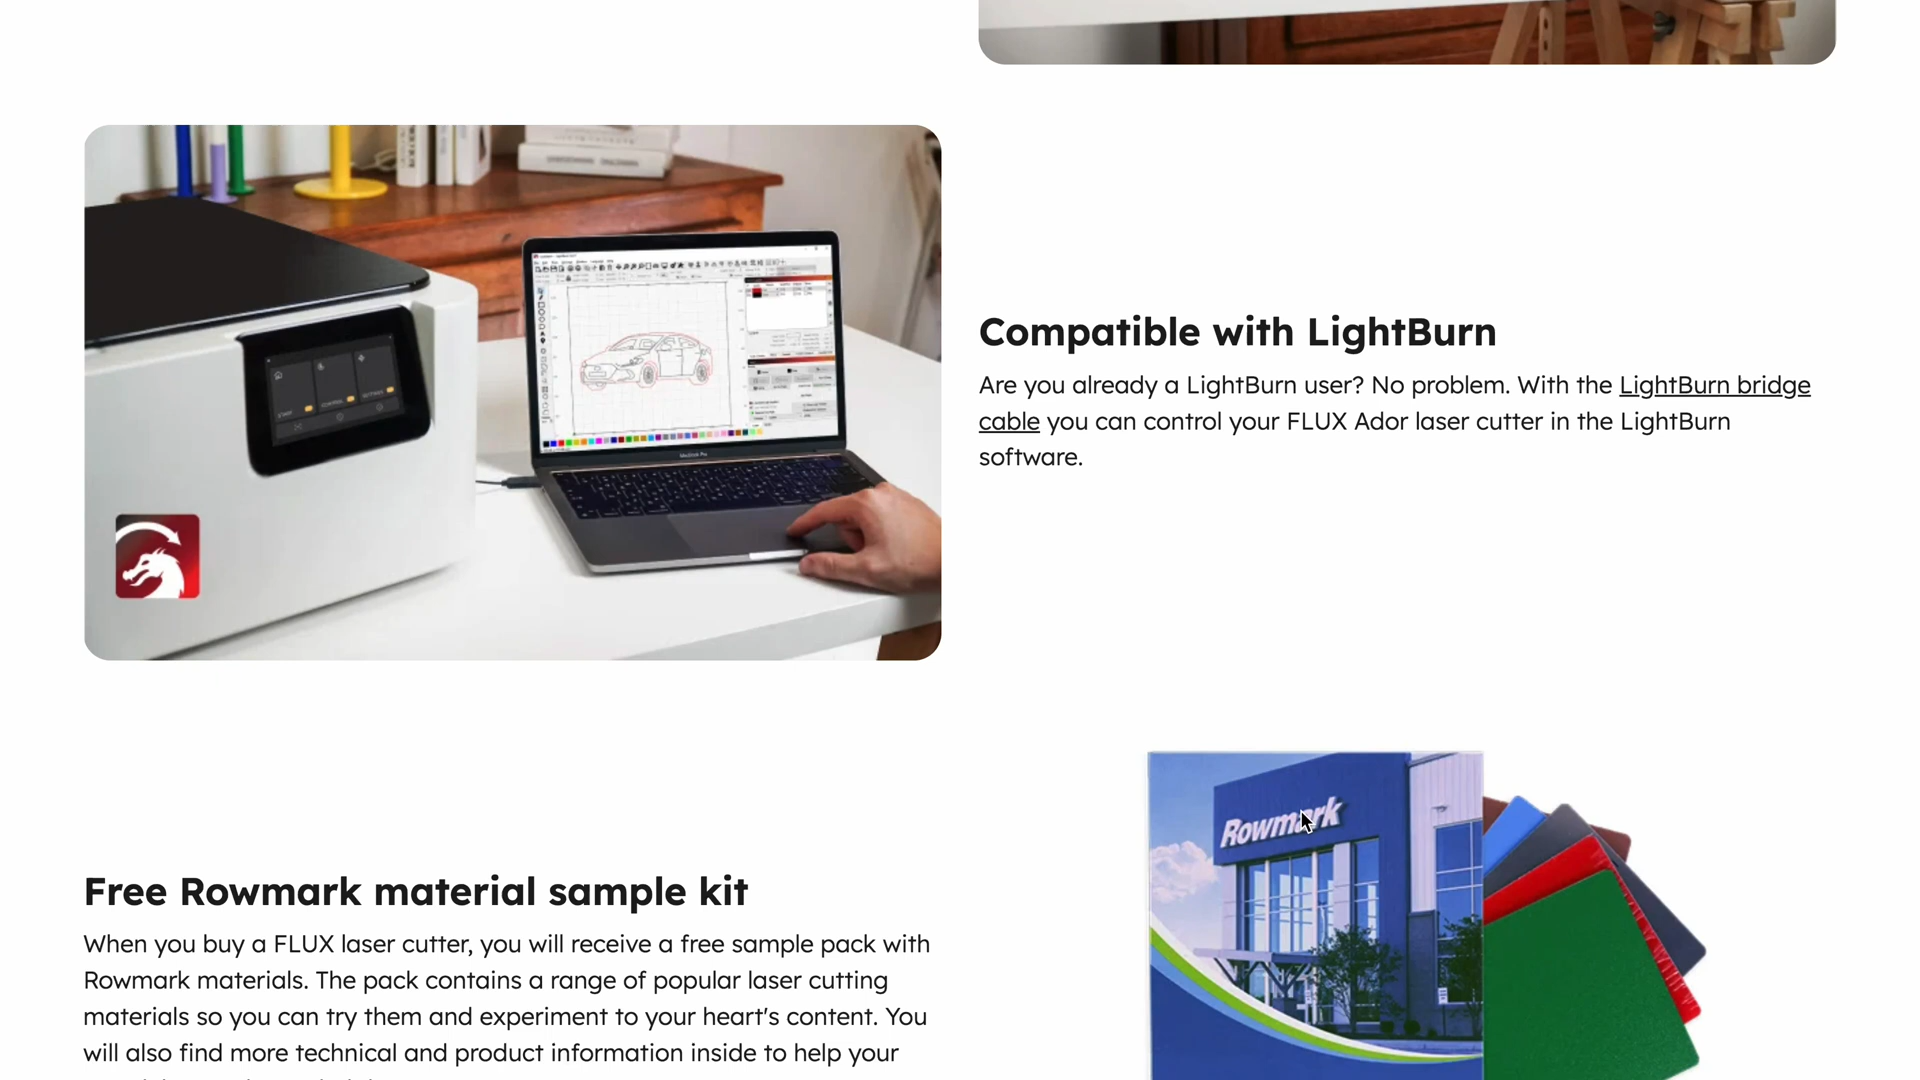 Compatible with LightBurn
Are you already a LightBurn user? No problem. With the LightBurn bridge
cable you can control your FLUX Ador laser cutter in the LightBurn
software.
Rowmark
Free Rowmark material sample kit
When you buy a FLUX laser cutter, you will receive a free sample pack with
Rowmark materials. The pack contains a range of popular laser cutting
materials so you can try them and experiment to your heart's content. You
will also find more technical and product information inside to help your